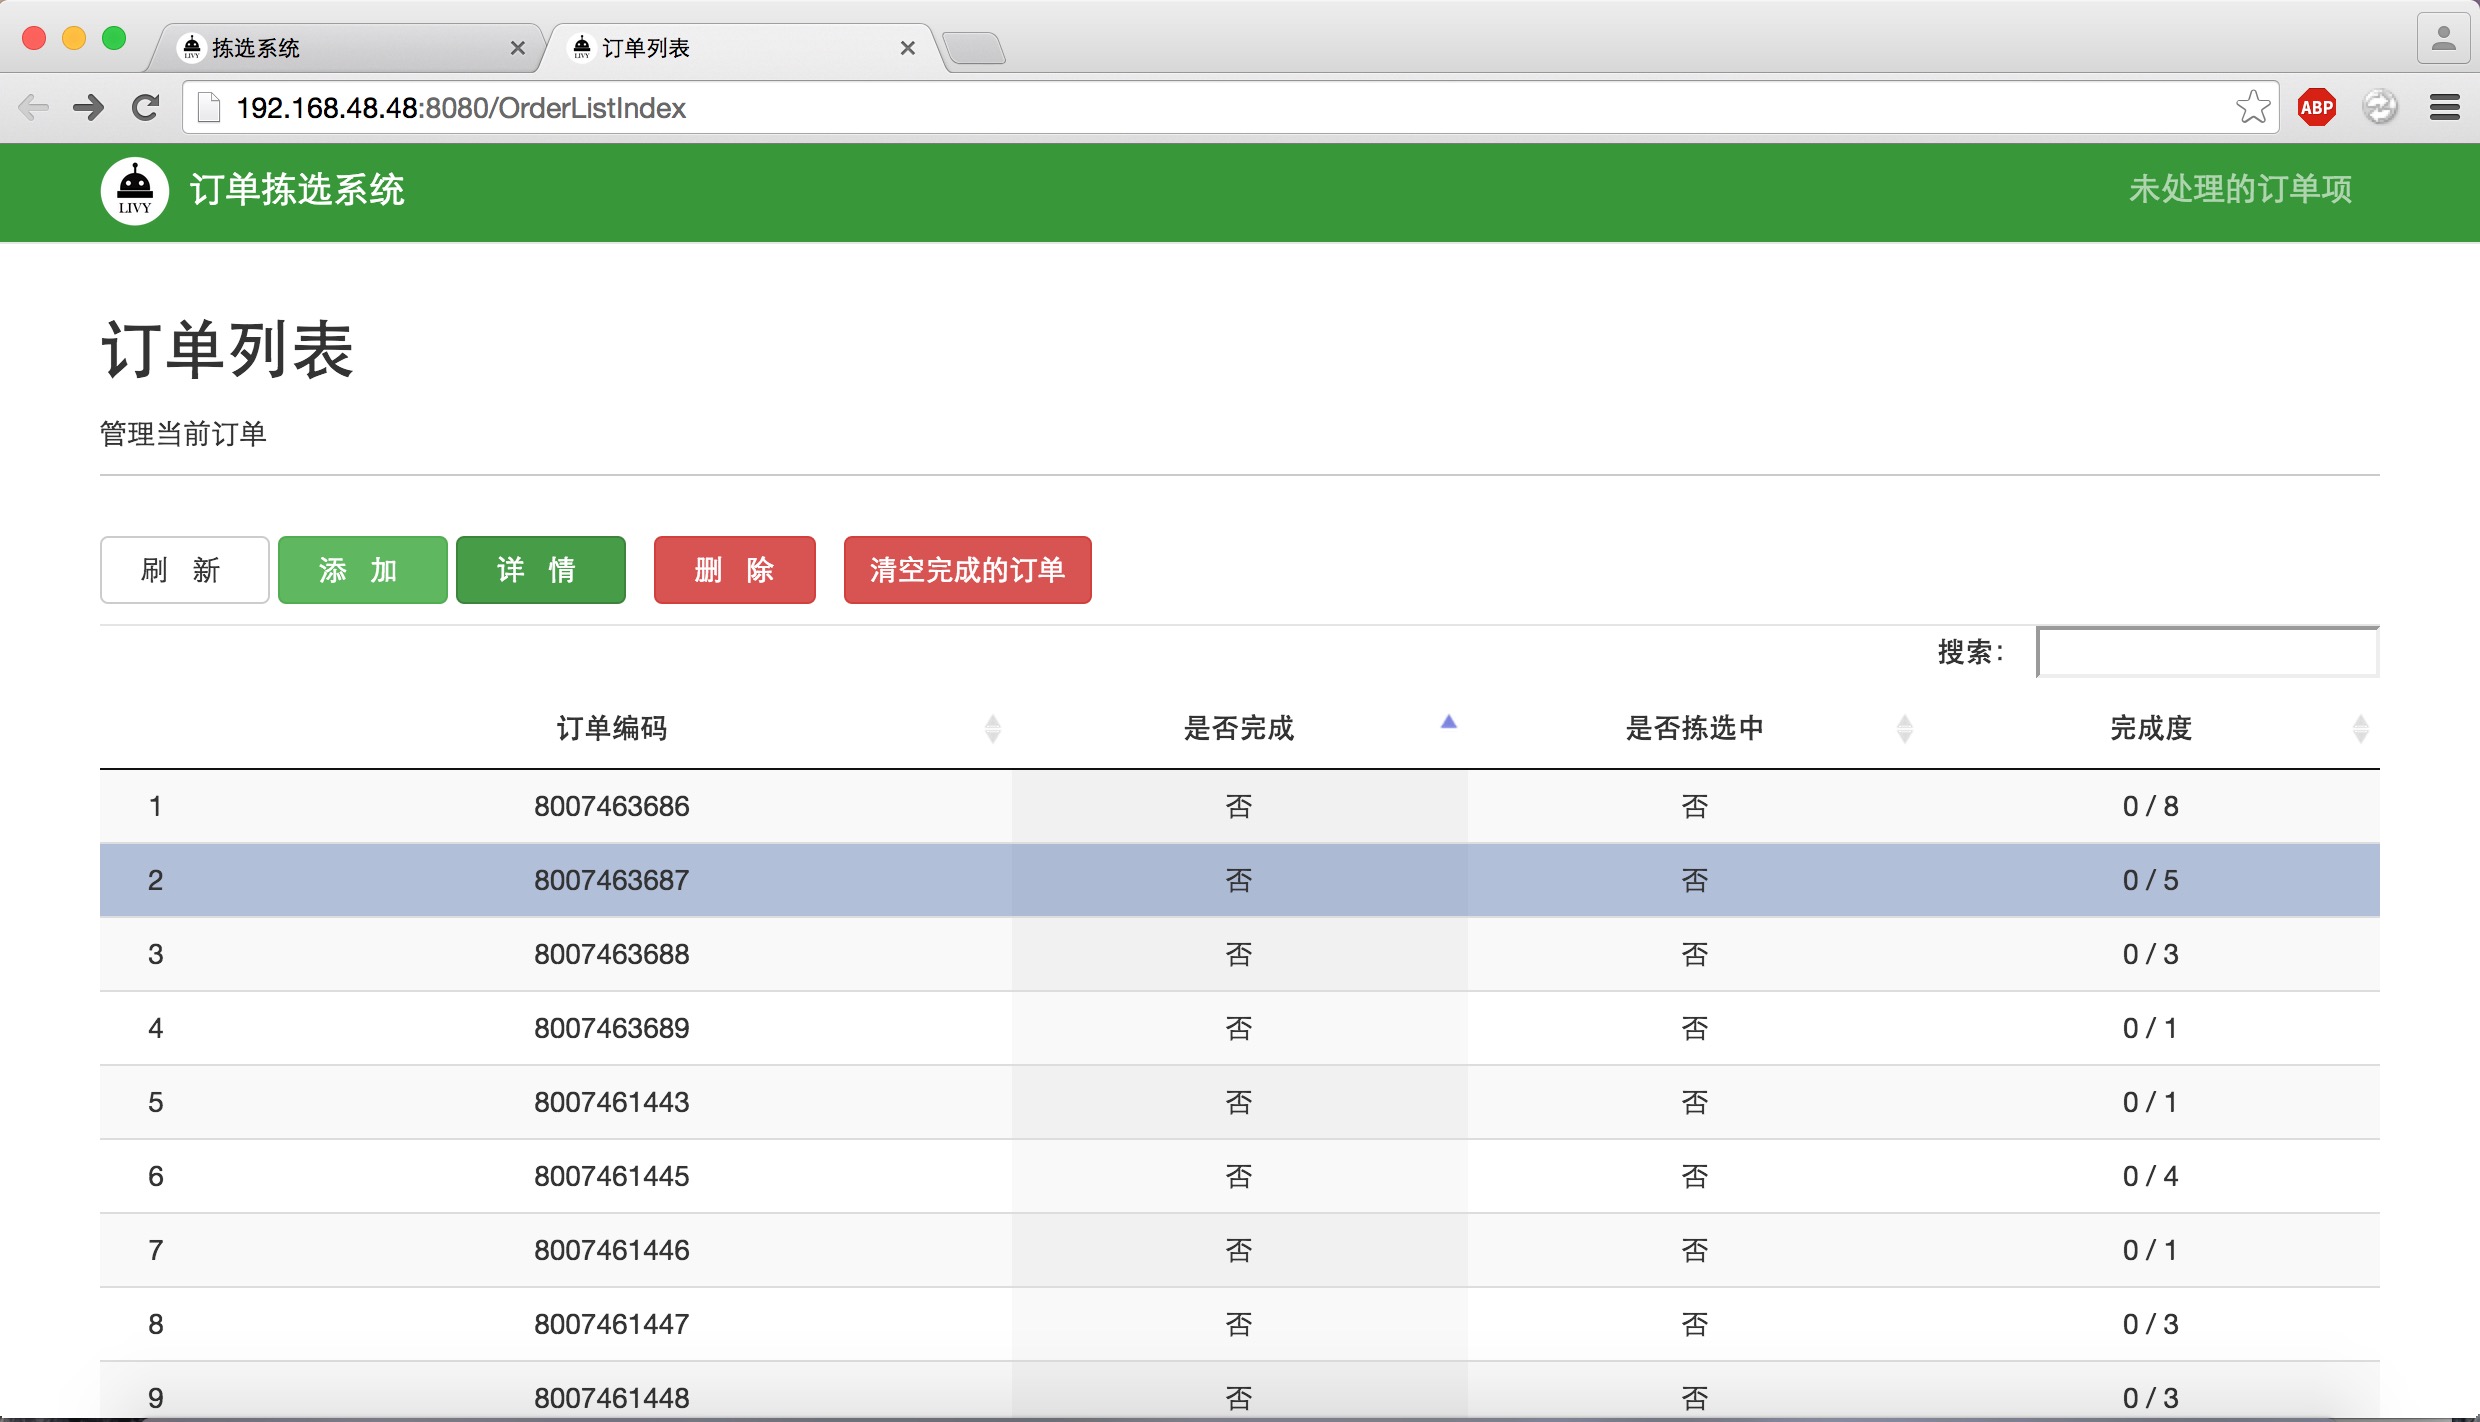 拣选系统
订单列表
192.168.48.48:8080/OrderListIndex
ABP
LIVY
订单拣选系统
未处理的订单项
订单列表
管理当前订单
刷 新
添 加
详 情
删 除
清空完成的订单
搜索：
订单编码 是否完成 是否拣选中 完成度
1 8007463686 否 否 0 / 8
2 8007463687 否 否 0 / 5
3 8007463688 否 否 0 / 3
4 8007463689 否 否 0 / 1
5 8007461443 否 否 0 / 1
6 8007461445 否 否 0 / 4
7 8007461446 否 否 0 / 1
8 8007461447 否 否 0 / 3
9 8007461448 否 否 0 / 3